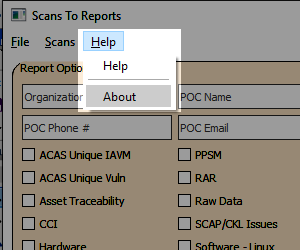 Scans To Reports
File Scans Help
Help
About
Report Optio
Organization
POC Name
POC Phone #
POC Email
ACAS Unique IAVM
PPSM
ACAS Unique Vuln
RAR
Asset Traceability
Raw Data
CCI
SCAP/CKL Issues
Hardware
Software - Linux